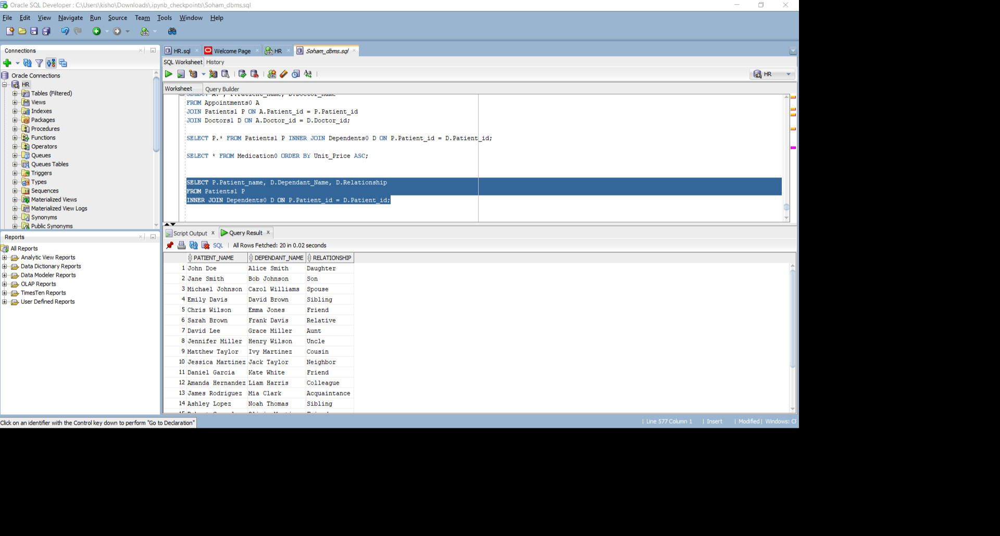 Oracle SQL Developer : C:\Users\kisho\Downloads\.ipynb_checkpoints\Soham_dbms.sql
File Edit View Navigate Run Source Team Tools Window Help
Connections
Oracle Connections
HR
Tables (Filtered)
Views
Indexes
Packages
Procedures
Functions
Operators
Queues
Queues Tables
Triggers
Types
Sequences
Materialized Views
Materialized View Logs
Synonyms
Public Synonyms
Reports
All Reports
Analytic View Reports
Data Dictionary Reports
Data Modeler Reports
OLAP Reports
TimesTen Reports
User Defined Reports
HR.sql Welcome Page HR Soham_dbms.sql
SQL Worksheet History
HR
Worksheet Query Builder
SELECT A.*, P.Patient_name, D.Doctor_name
FROM Appointments0 A
JOIN Patients1 P ON A.Patient_id = P.Patient_id
JOIN Doctors1 D ON A.Doctor_id = D.Doctor_id;
SELECT P.* FROM Patients1 P INNER JOIN Dependents0 D ON P.Patient_id = D.Patient_id;
SELECT * FROM Medication0 ORDER BY Unit_Price ASC;
SELECT P.Patient_name, D.Dependant_Name, D.Relationship
FROM Patients1 P
INNER JOIN Dependents0 D ON P.Patient_id = D.Patient_id;
Script Output x Query Result x
SQL | All Rows Fetched: 20 in 0.02 seconds
PATIENT_NAME DEPENDANT_NAME RELATIONSHIP
1 John Doe Alice Smith Daughter
2 Jane Smith Bob Johnson Son
3 Michael Johnson Carol Williams Spouse
4 Emily Davis David Brown Sibling
5 Chris Wilson Emma Jones Friend
6 Sarah Brown Frank Davis Relative
7 David Lee Grace Miller Aunt
8 Jennifer Miller Henry Wilson Uncle
9 Matthew Taylor Ivy Martinez Cousin
10 Jessica Martinez Jack Taylor Neighbor
11 Daniel Garcia Kate White Friend
12 Amanda Hernandez Liam Harris Colleague
13 James Rodriguez Mia Clark Acquaintance
14 Ashley Lopez Noah Thomas Sibling
Click on an identifier with the Control key down to perform "Go to Declaration"
| Line 577 Column 1 | Insert | Modified | Windows: CF